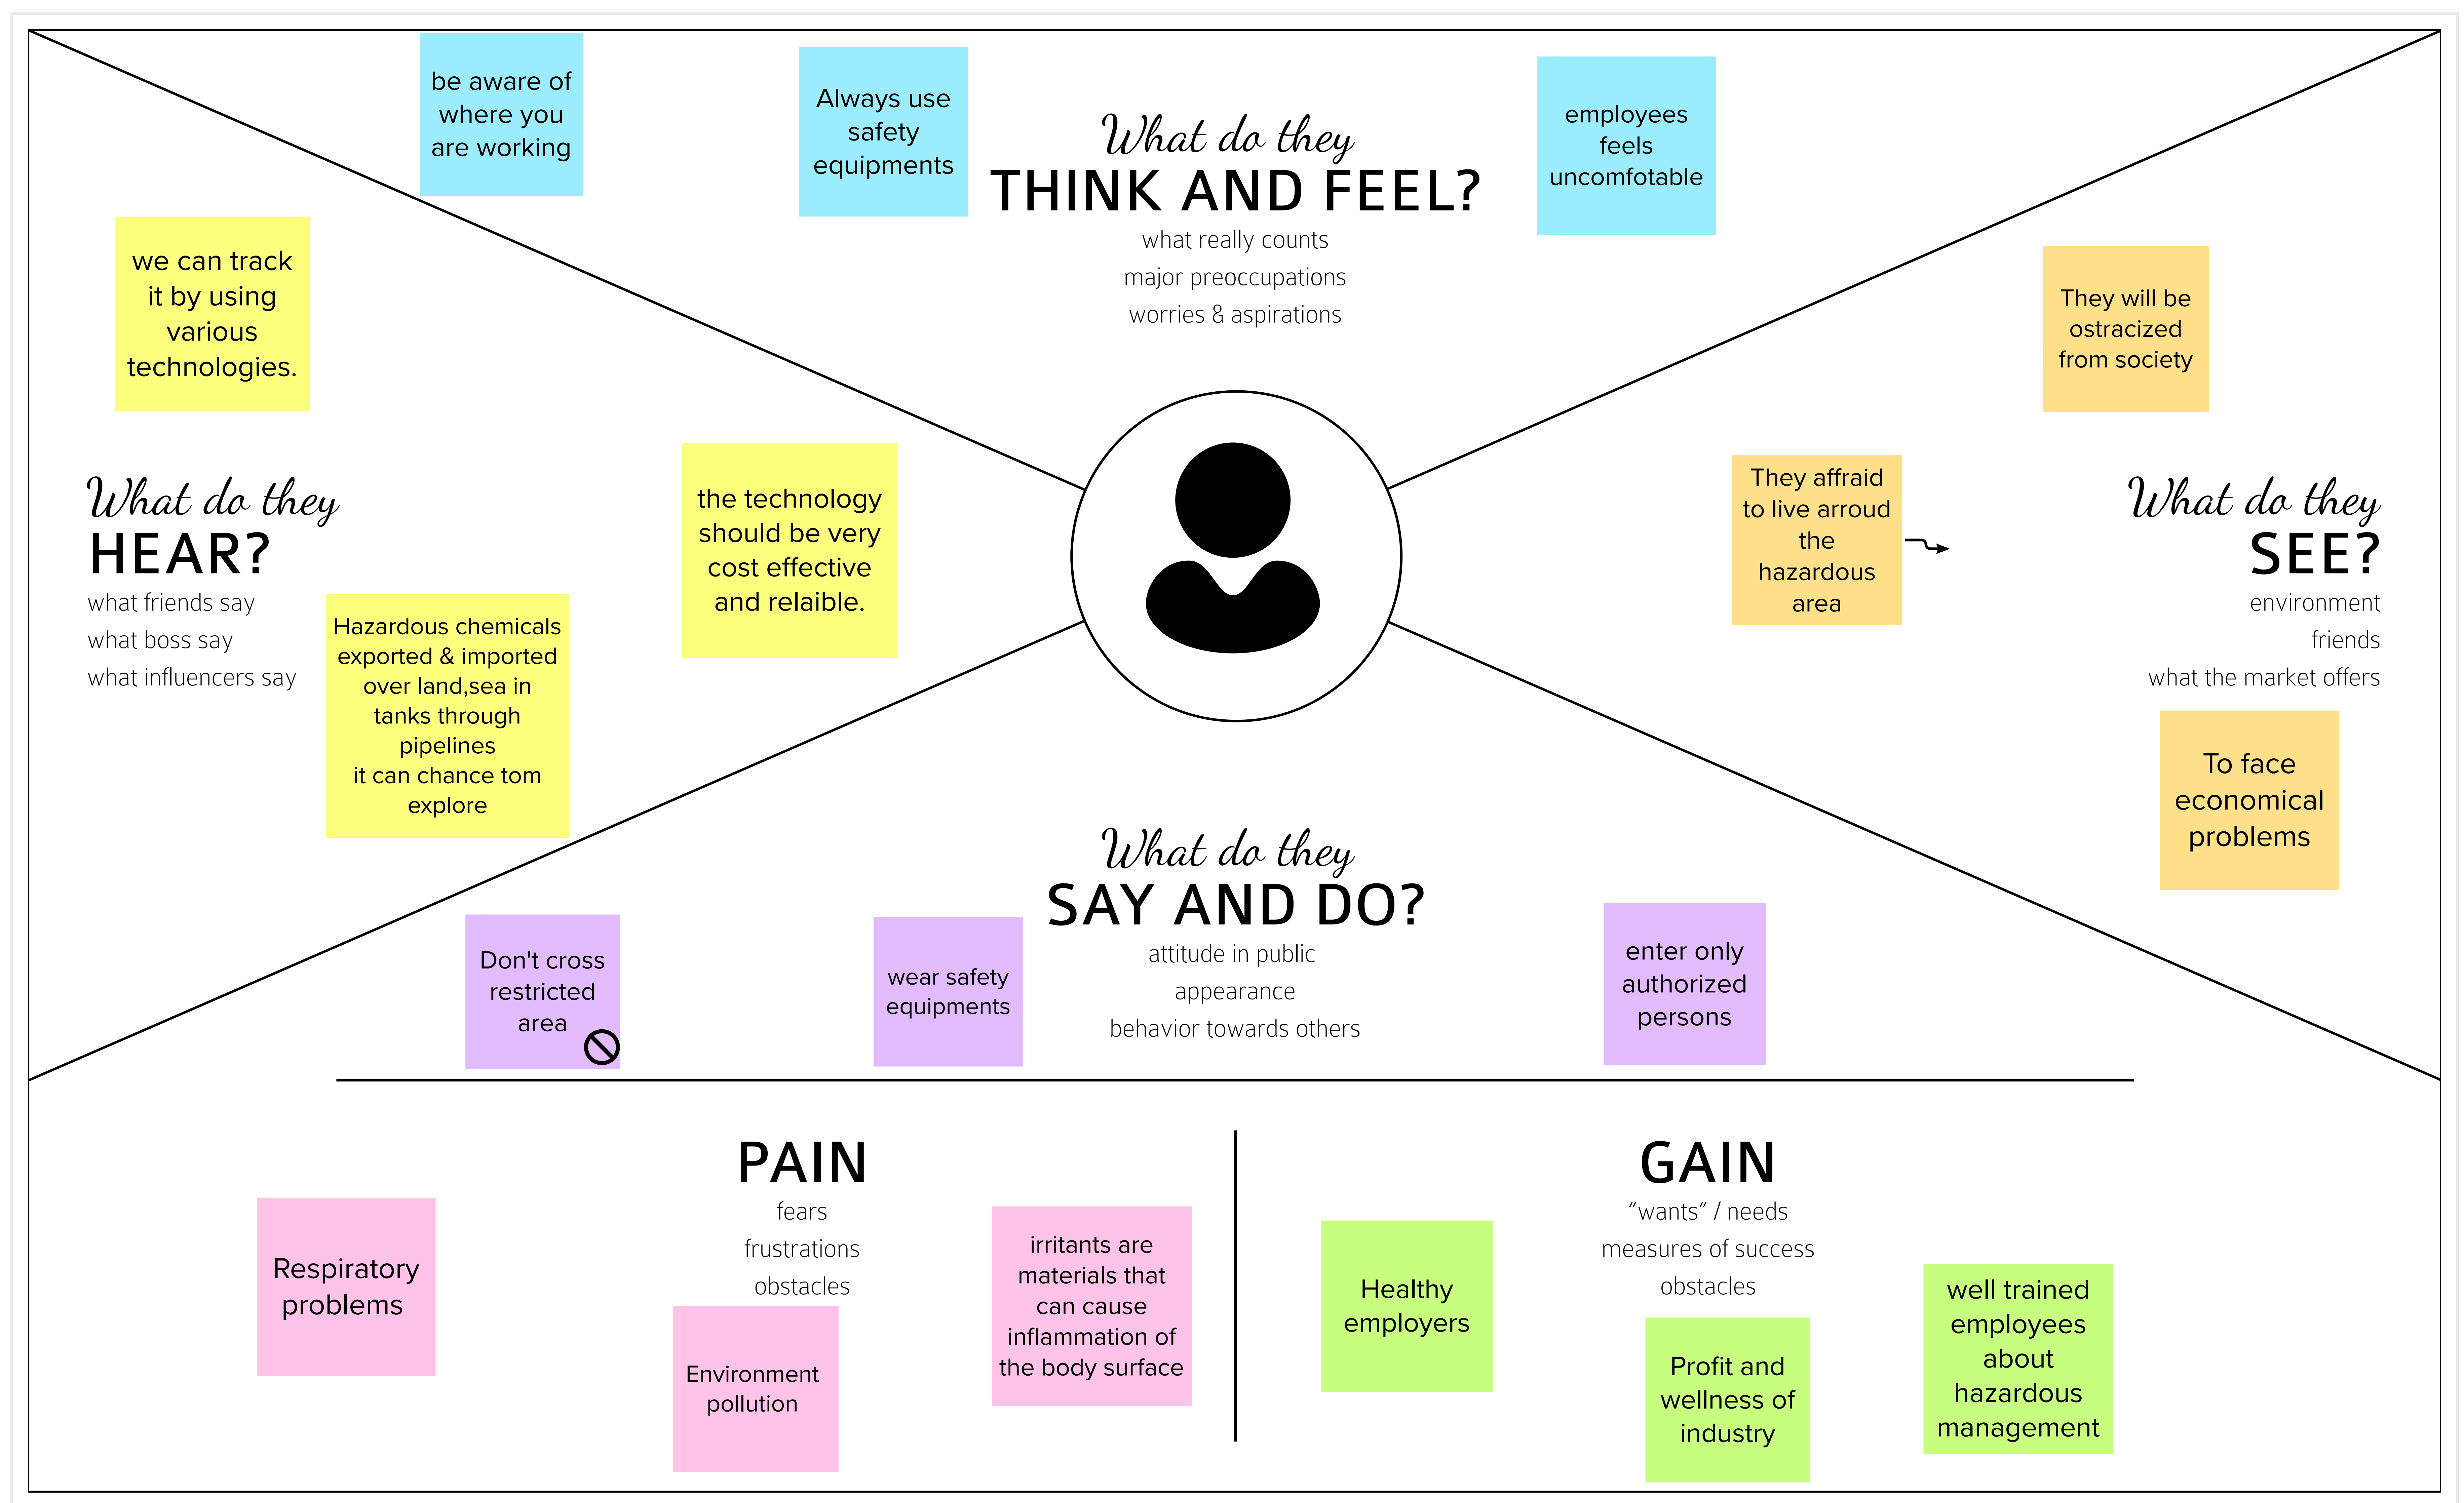 be aware of
where you
are working
Always use
safety
equipments
What do they
THINK AND FEEL?
what really counts
major preoccupations
worries & aspirations
employees
feels
uncomfotable
we can track
it by using
various
technologies.
What do they
HEAR?
what friends say
what boss say
what influencers say
the technology
should be very
cost effective
and relaible.
Hazardous chemicals
exported & imported
over land,sea in
tanks through
pipelines
it can chance tom
explore
They will be
ostracized
from society
They affraid
to live arroud
the
hazardous
area
What do they
SEE?
environment
friends
what the market offers
To face
economical
problems
What do they
SAY AND DO?
attitude in public
appearance
behavior towards others
Don't cross
restricted
area
wear safety
equipments
enter only
authorized
persons
PAIN
fears
frustrations
obstacles
Respiratory
problems
Environment
pollution
irritants are
materials that
can cause
inflammation of
the body surface
GAIN
“wants” / needs
measures of success
obstacles
Healthy
employers
Profit and
wellness of
industry
well trained
employees
about
hazardous
management